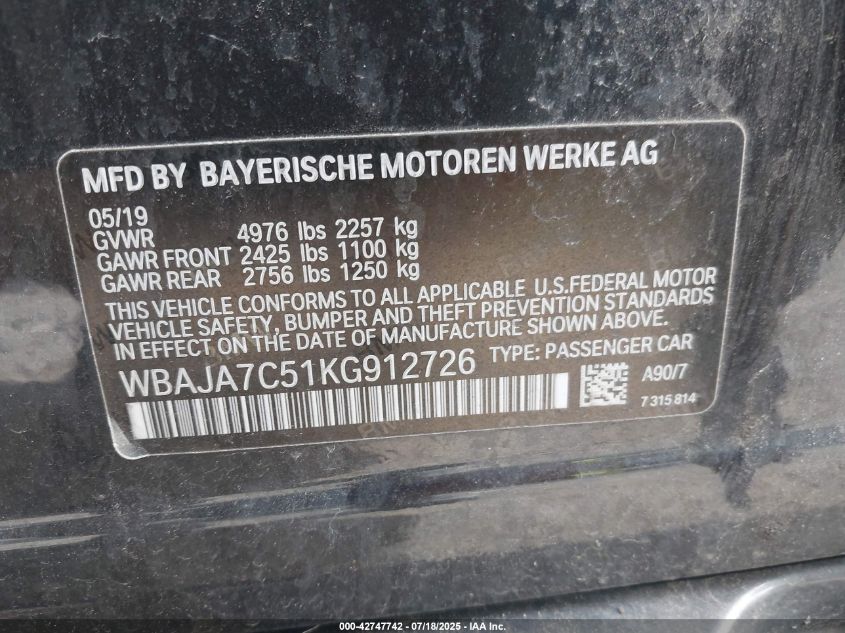 MFD BY BAYERISCHE MOTOREN WERKE AG
05/19
GVWR 4976 lbs 2257 kg
GAWR FRONT 2425 lbs 1100 kg
GAWR REAR 2756 lbs 1250 kg
THIS VEHICLE CONFORMS TO ALL APPLICABLE U.S.FEDERAL MOTOR
VEHICLE SAFETY, BUMPER AND THEFT PREVENTION STANDARDS
IN EFFECT ON THE DATE OF MANUFACTURE SHOWN ABOVE.
WBAJA7C51KG912726 TYPE: PASSENGER CAR
A90/7
7 315 814
000-42747742 / 07/18/2025 - IAA Inc.